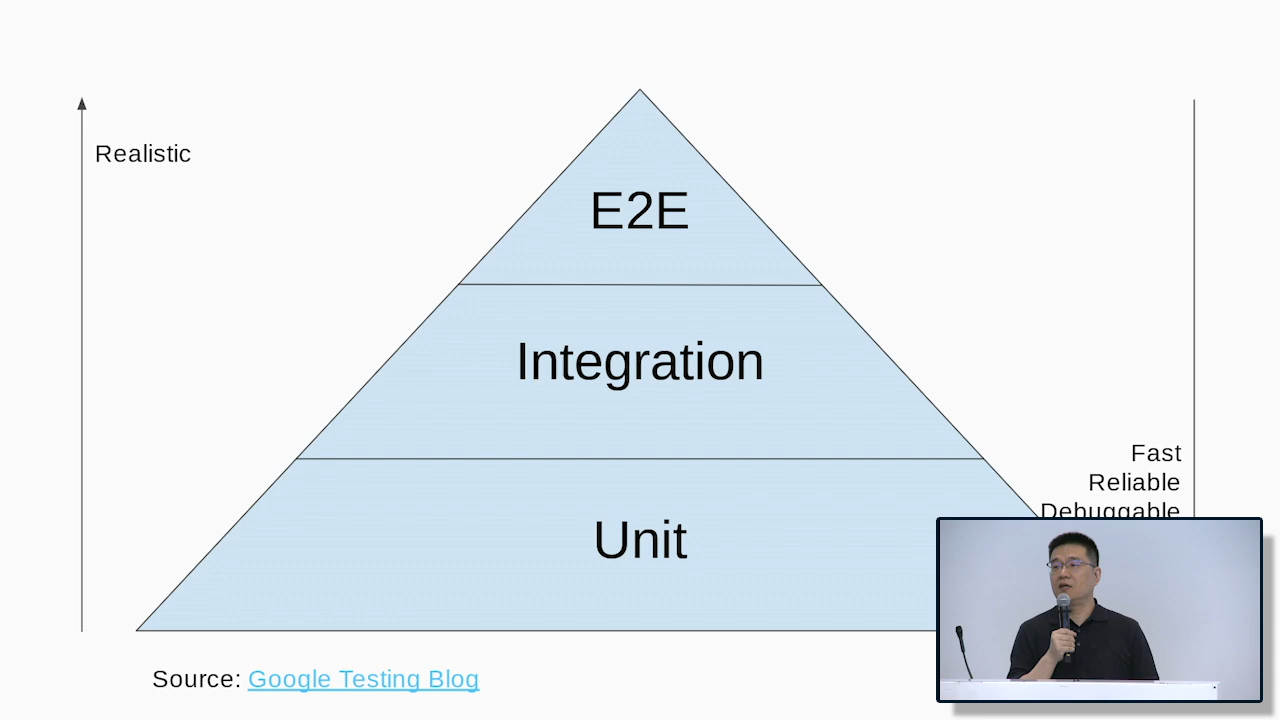 Realistic
E2E
Integration
Fast
Reliable
Debuggable
Unit
Source: Google Testing Blog